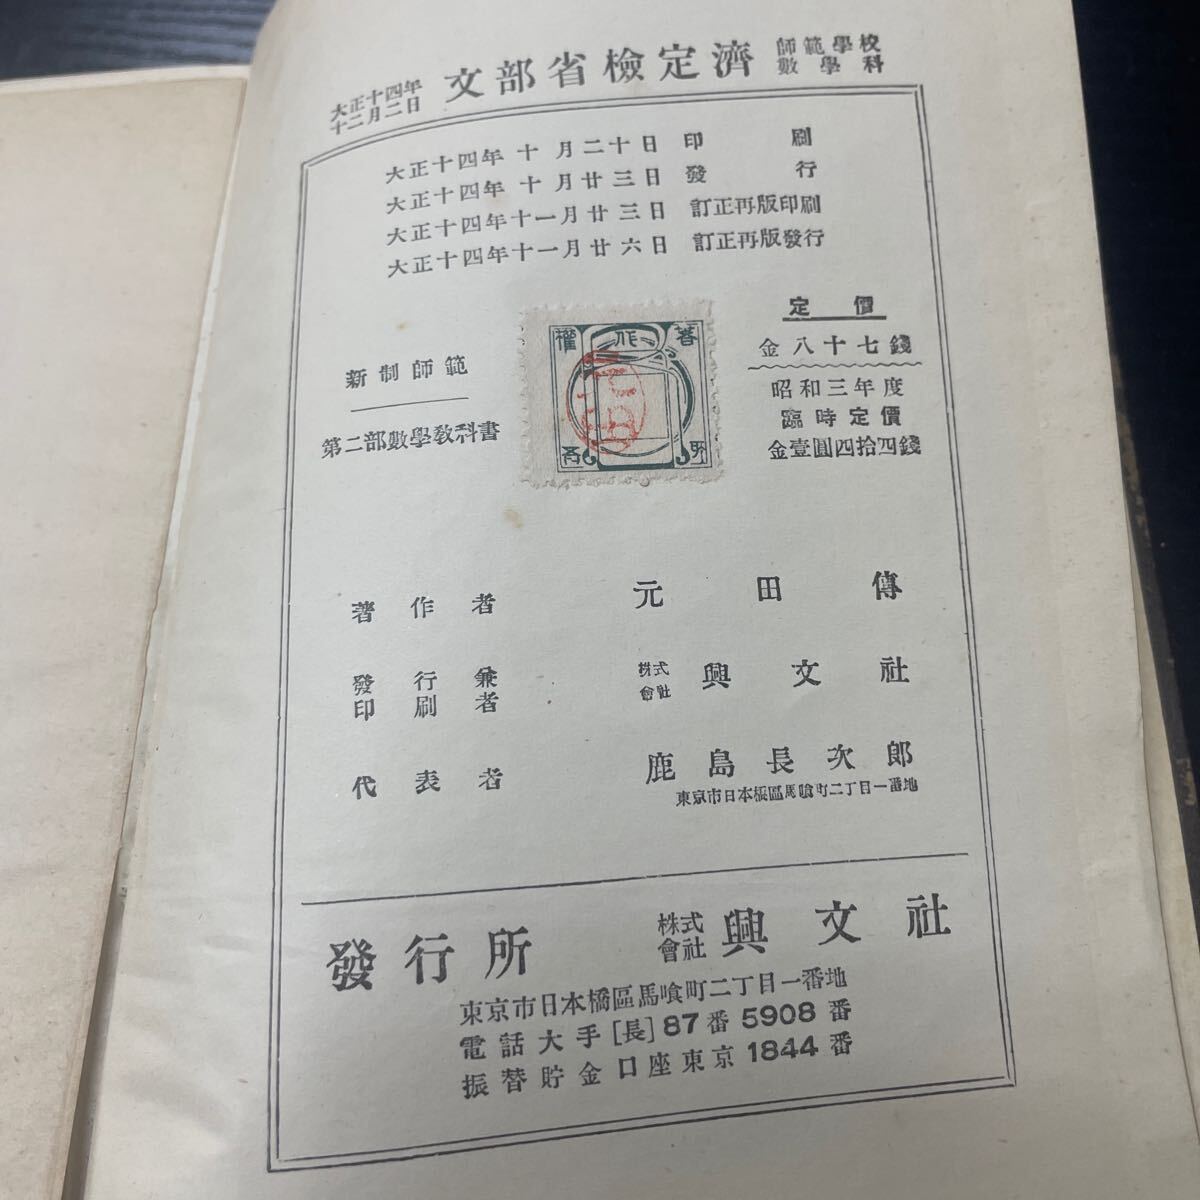 大正十四年
十二月二日
文部省檢定濟
師範學校
數學科
大正十四年十月二十日印刷
大正十四年十月廿三日發行
大正十四年十一月廿三日訂正再版印刷
大正十四年十一月廿六日訂正再版發行
新制師範
第二部數學教科書
著作權
所有
定價
金八十七錢
昭和三年度
臨時定價
金壹圓四拾四錢
著作者 元田傳
發行兼
印刷者
株式
會社
興文社
代表者 鹿島長次郎
東京市日本橋區馬喰町二丁目一番地
發行所
株式
會社
興文社
東京市日本橋區馬喰町二丁目一番地
電話大手[長]87番5908番
振替貯金口座東京1844番